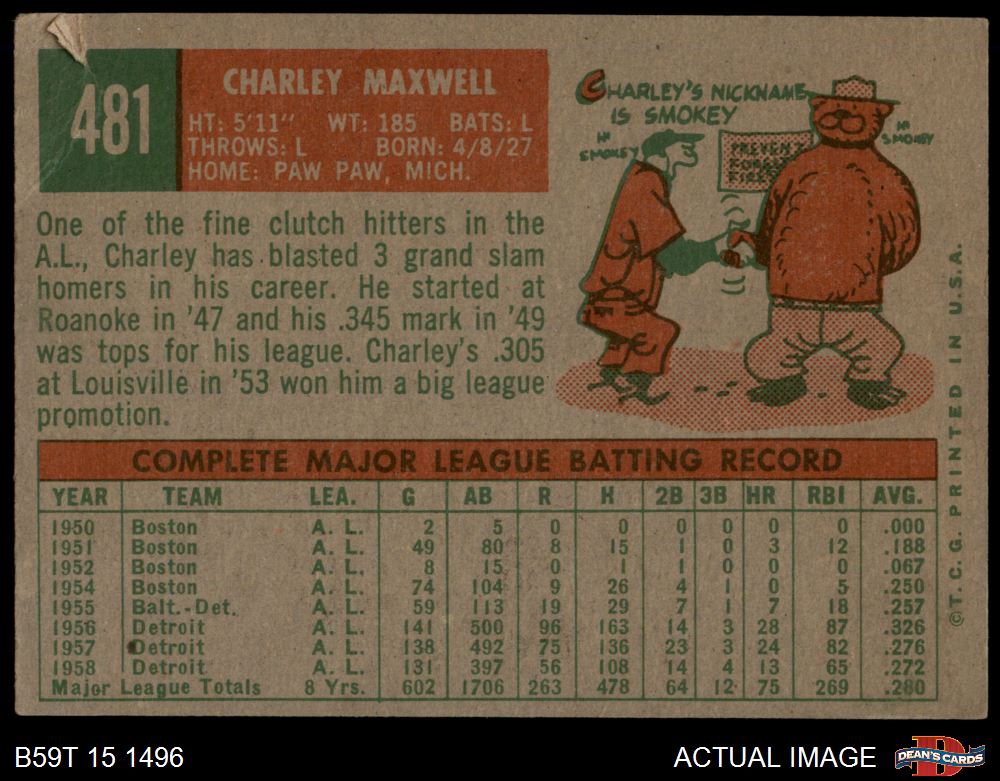 481
CHARLEY MAXWELL
HT: 5'11" WT: 185 BATS: L
THROWS: L BORN: 4/8/27
HOME: PAW PAW, MICH.
CHARLEY'S NICKNAME
IS SMOKEY
HI SMOKEY
HI SMOKEY
PREVENT FOREST FIRES
One of the fine clutch hitters in the
A.L., Charley has blasted 3 grand slam
homers in his career. He started at
Roanoke in '47 and his .345 mark in '49
was tops for his league. Charley's .305
at Louisville in '53 won him a big league
promotion.
COMPLETE MAJOR LEAGUE BATTING RECORD
YEAR TEAM LEA. G AB R H 2B 3B HR RBI AVG.
1950 Boston A. L. 2 5 0 0 0 0 0 0 .000
1951 Boston A. L. 49 80 8 15 1 0 3 12 .188
1952 Boston A. L. 8 15 0 1 1 0 0 0 .067
1954 Boston A. L. 74 104 9 26 4 1 0 5 .250
1955 Balt.-Det. A. L. 59 113 19 29 7 1 7 18 .257
1956 Detroit A. L. 141 500 96 163 14 3 28 87 .326
1957 Detroit A. L. 138 492 75 136 23 3 24 82 .276
1958 Detroit A. L. 131 397 56 108 14 4 13 65 .272
Major League Totals 8 Yrs. 602 1706 263 478 64 12 75 269 .280
©T.C.G. PRINTED IN U.S.A.
B59T 15 1496
ACTUAL IMAGE
D
DEAN'S CARDS